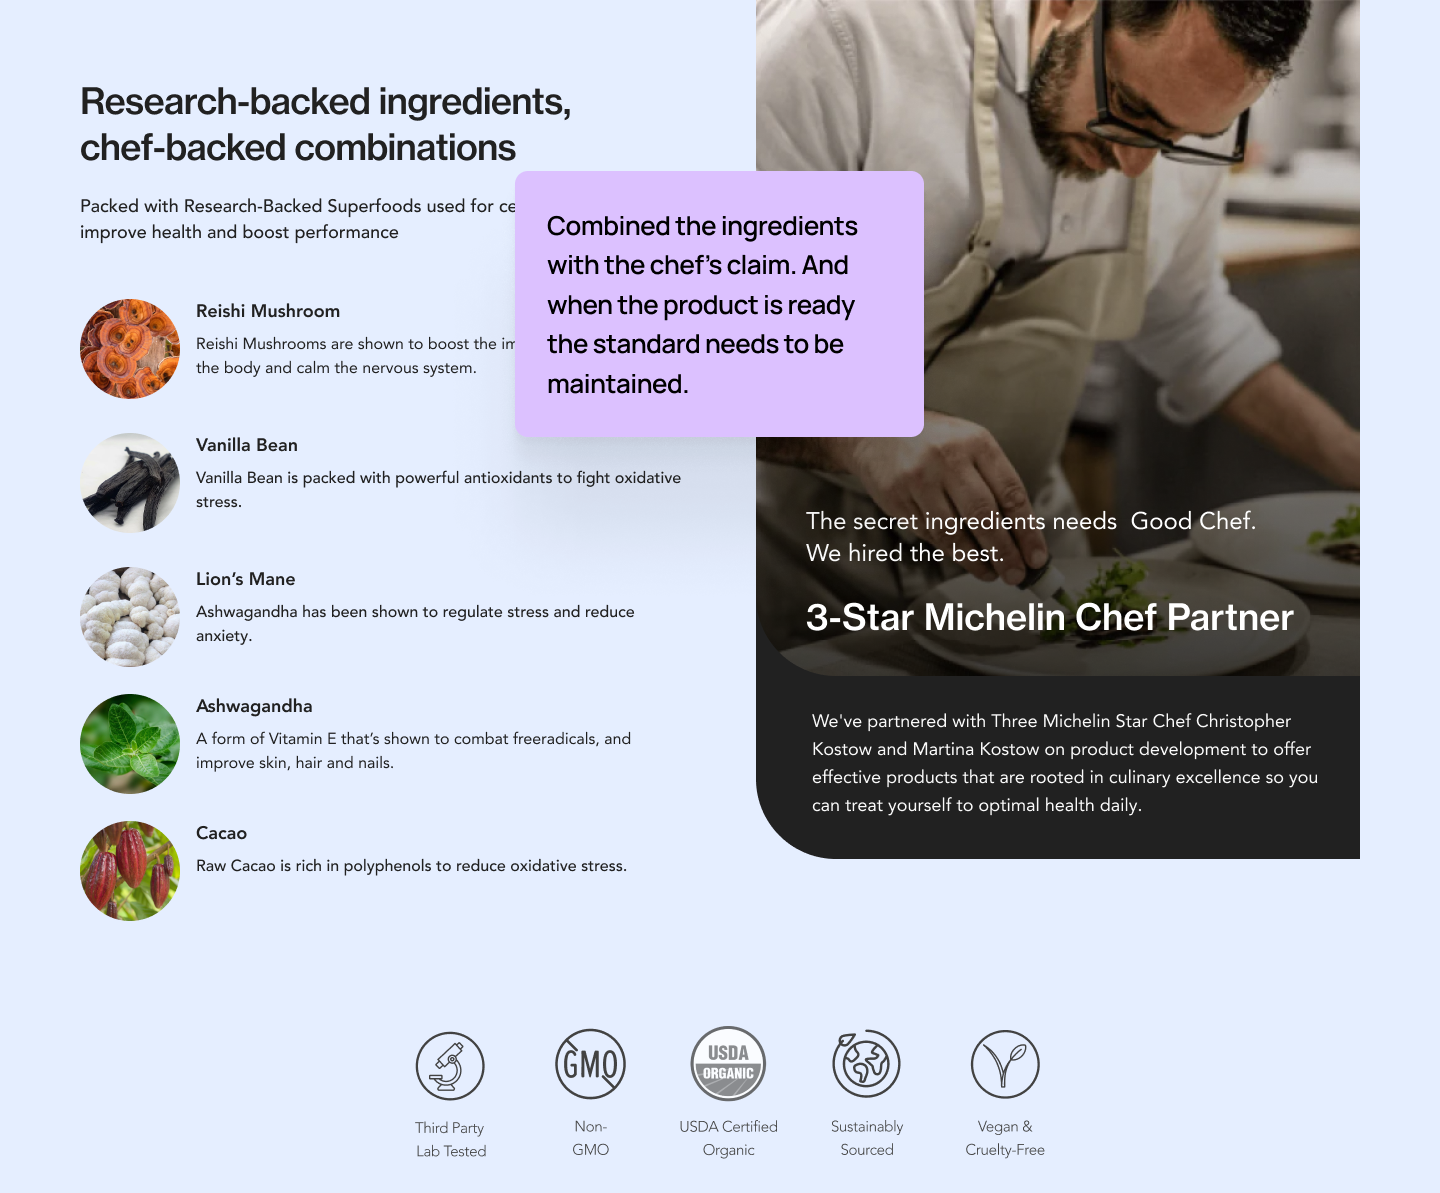 Research-backed ingredients,
chef-backed combinations
Packed with Research-Backed Superfoods used for
improve health and boost performance
Reishi Mushroom
Reishi Mushrooms are shown to boost the
the body and calm the nervous system.
Vanilla Bean
Vanilla Bean is packed with powerful antioxidants to fight oxidative
stress.
Lion’s Mane
Ashwagandha has been shown to regulate stress and reduce
anxiety.
Ashwagandha
A form of Vitamin E that’s shown to combat freeradicals, and
improve skin, hair and nails.
Cacao
Raw Cacao is rich in polyphenols to reduce oxidative stress.
Combined the ingredients
with the chef’s claim. And
when the product is ready
the standard needs to be
maintained.
The secret ingredients needs  Good Chef.
We hired the best.
3-Star Michelin Chef Partner
We've partnered with Three Michelin Star Chef Christopher
Kostow and Martina Kostow on product development to offer
effective products that are rooted in culinary excellence so you
can treat yourself to optimal health daily.
GMO
USDA
ORGANIC
Third Party
Lab Tested
Non-
GMO
USDA Certified
Organic
Sustainably
Sourced
Vegan &
Cruelty-Free